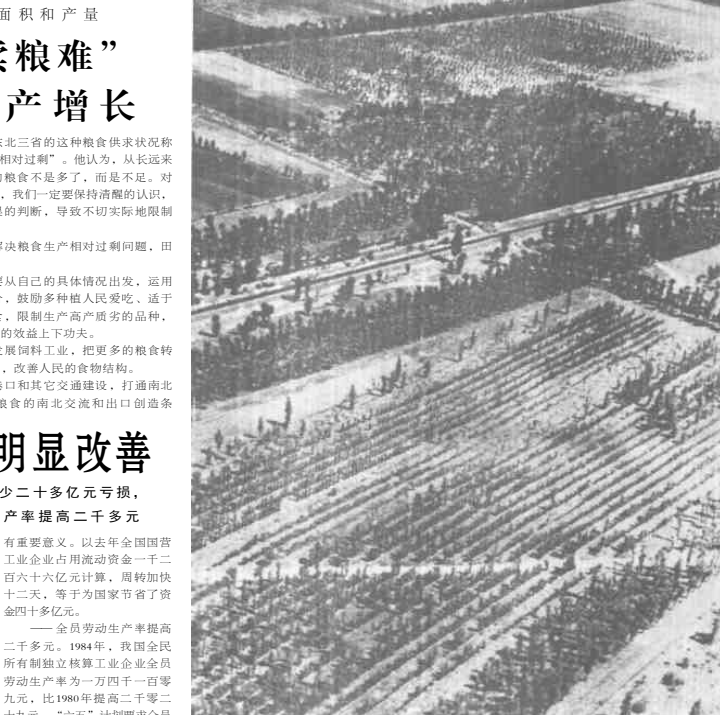 面积和产量
粮难”
产增长
北三省的这种粮食供求状况称
相对过剩”。他认为，从长远来
粮食不是多了，而是不足。对
，我们一定要保持清醒的认识，
的判断，导致不切实际地限制
决粮食生产相对过剩问题，田
从自己的具体情况出发，运用
，鼓励多种植人民爱吃、适于
，限制生产高产质劣的品种，
的效益上下功夫。
展饲料工业，把更多的粮食转
，改善人民的食物结构。
口和其它交通建设，打通南北
粮食的南北交流和出口创造条
明显改善
少二十多亿元亏损，
产率提高二千多元
有重要意义。以去年全国国营
工业企业占用流动资金一千二
百六十六亿元计算，周转加快
十二天，等于为国家节省了资
金四十多亿元。
——全员劳动生产率提高
二千多元。1984年，我国全民
所有制独立核算工业企业全员
劳动生产率为一万四千一百零
九元，比1980年提高二千零二
十九元。“六五”计划要求全员